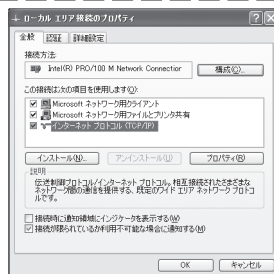 ローカル エリア接続のプロパティ
全般 認証 詳細設定
接続方法:
Intel(R) PRO/100 M Network Connection
構成(C)...
この接続は次の項目を使用します(O):
Microsoft ネットワーク用クライアント
Microsoft ネットワーク用ファイルとプリンタ共有
インターネット プロトコル (TCP/IP)
インストール(N)... アンインストール(U) プロパティ(R)
説明
伝送制御プロトコル/インターネット プロトコル。相互接続されたさまざまな
ネットワーク間の通信を提供する、既定のワイド エリア ネットワーク プロトコ
ルです。
接続時に通知領域にインジケータを表示する(W)
接続が限られているか利用不可能な場合に通知する(M)
OK キャンセル